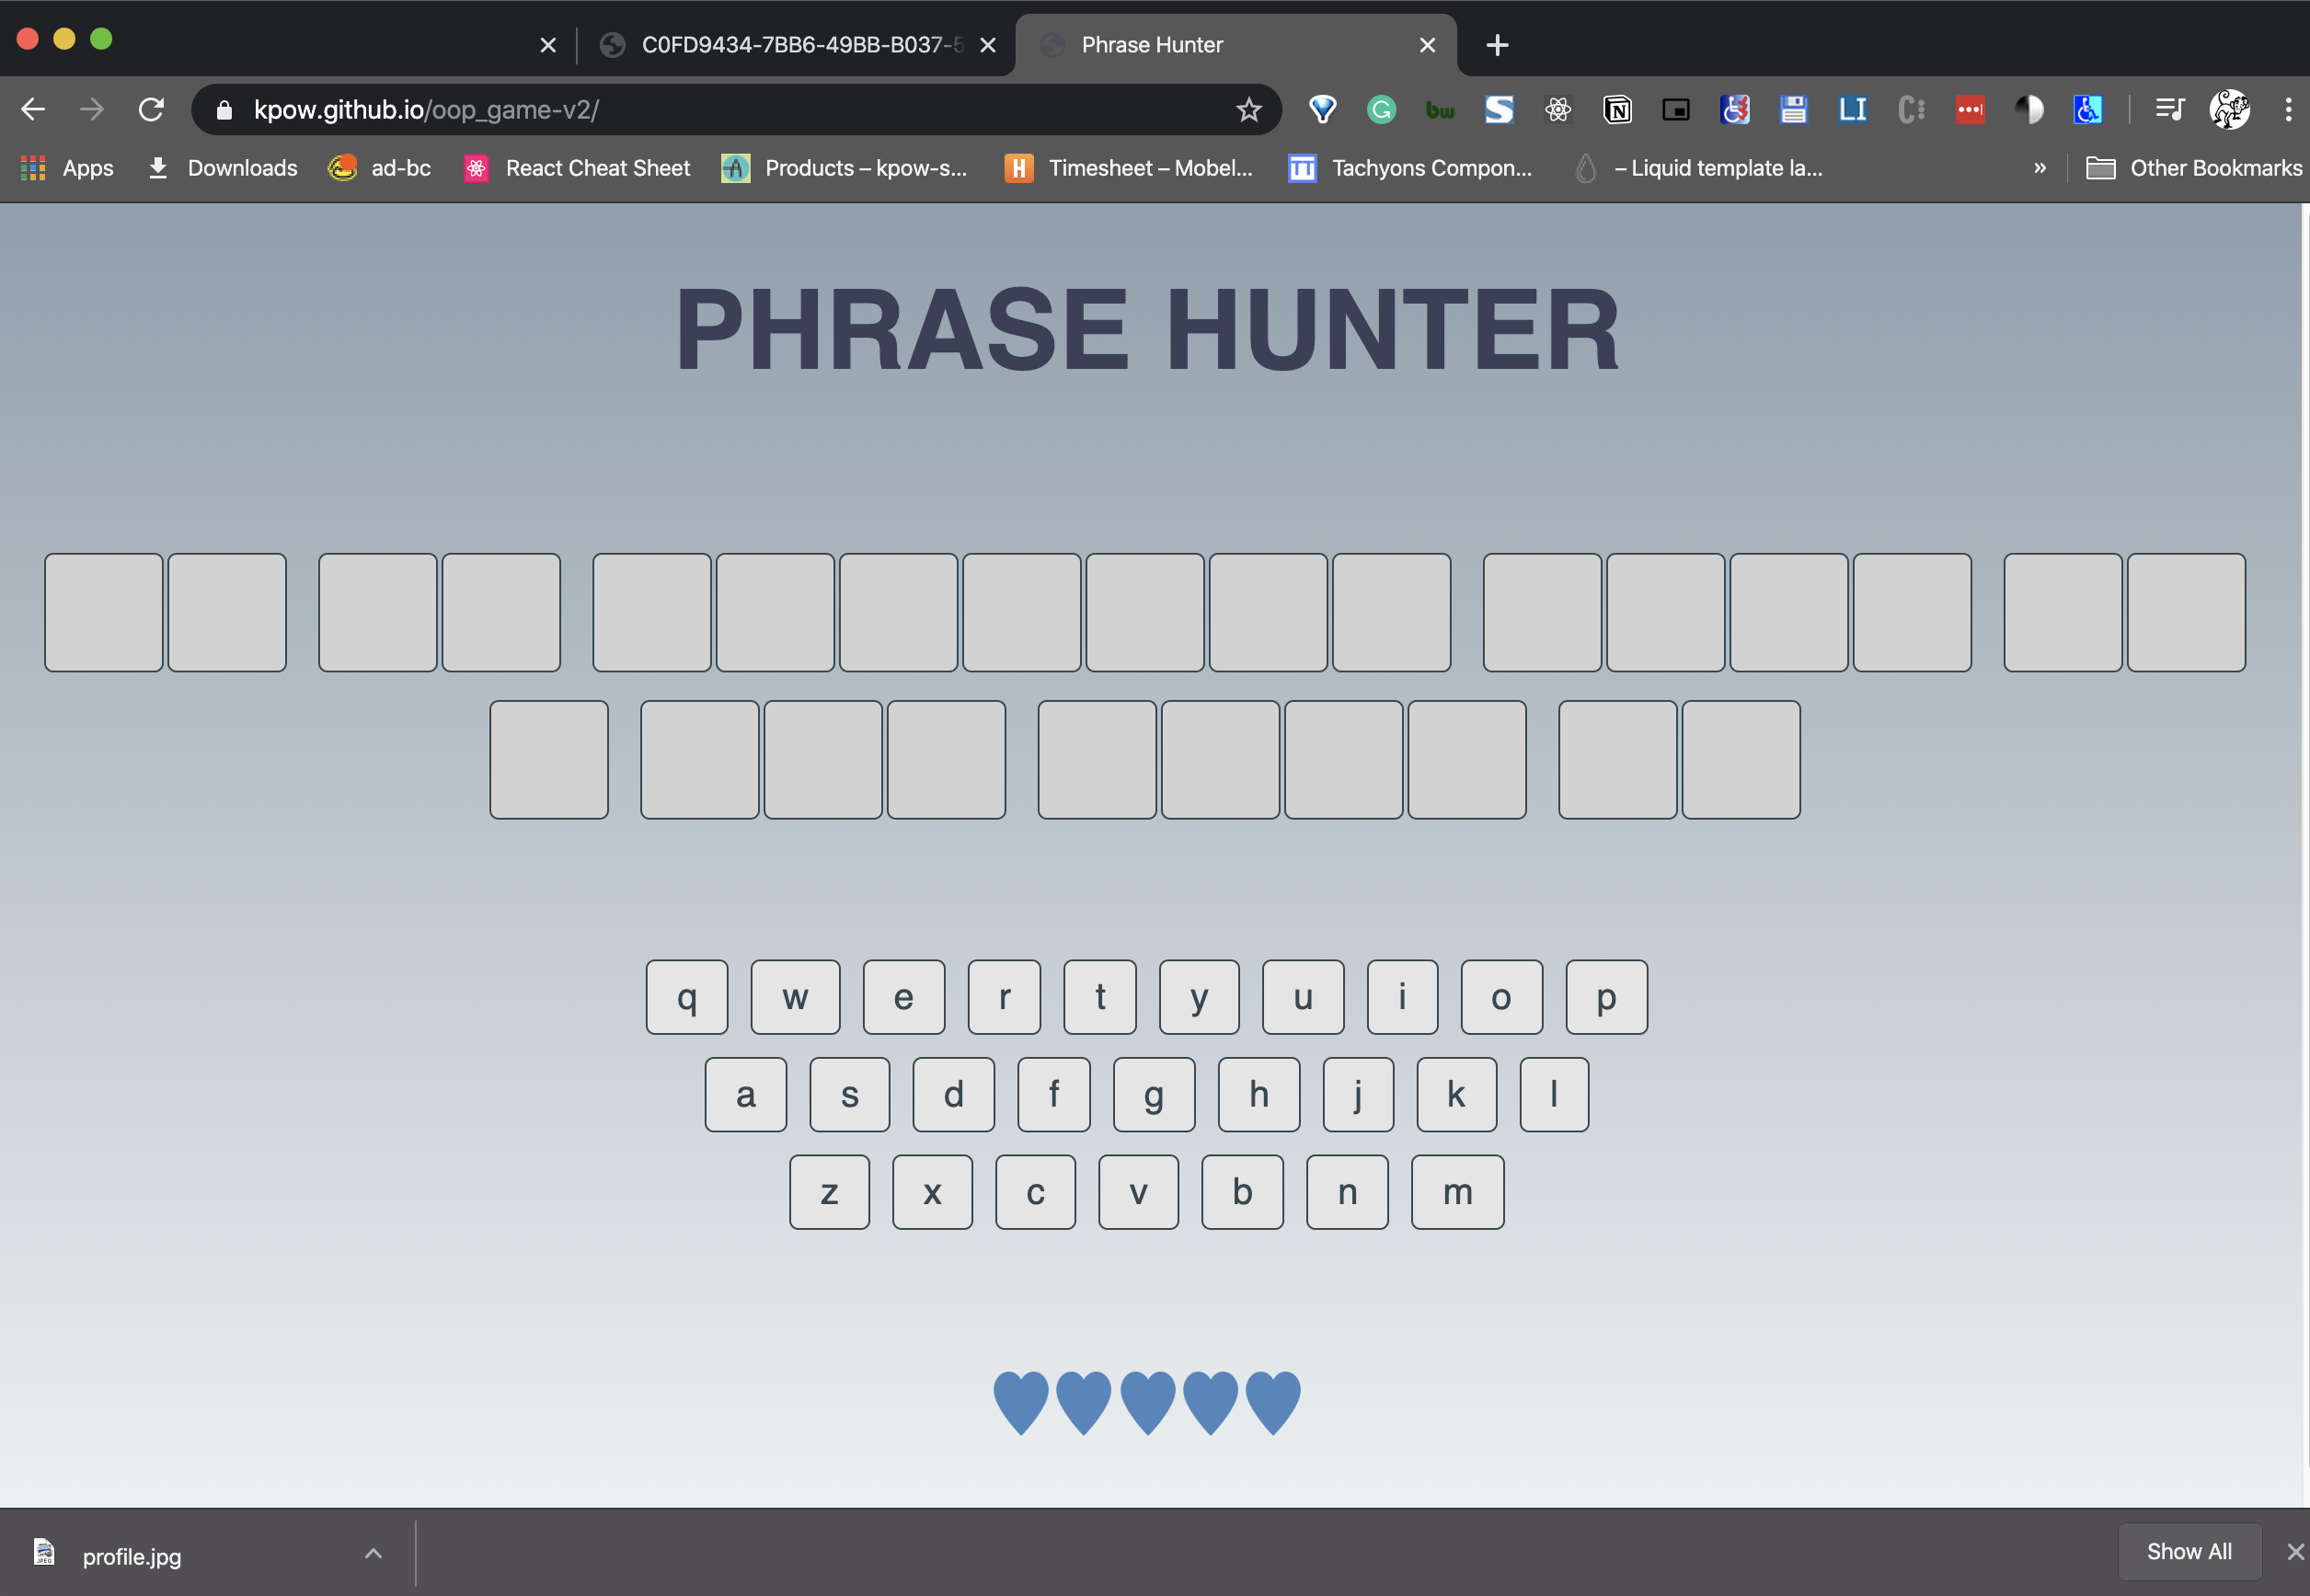 C0FD9434-7BB6-49BB-B037-5
Phrase Hunter
kpow.github.io/oop_game-v2/
Apps
Downloads
ad-bc
React Cheat Sheet
Products – kpow-s...
Timesheet – Mobel...
Tachyons Compon...
– Liquid template la...
»
Other Bookmarks
PHRASE HUNTER
q w e r t y u i o p
a s d f g h j k l
z x c v b n m
profile.jpg
Show All